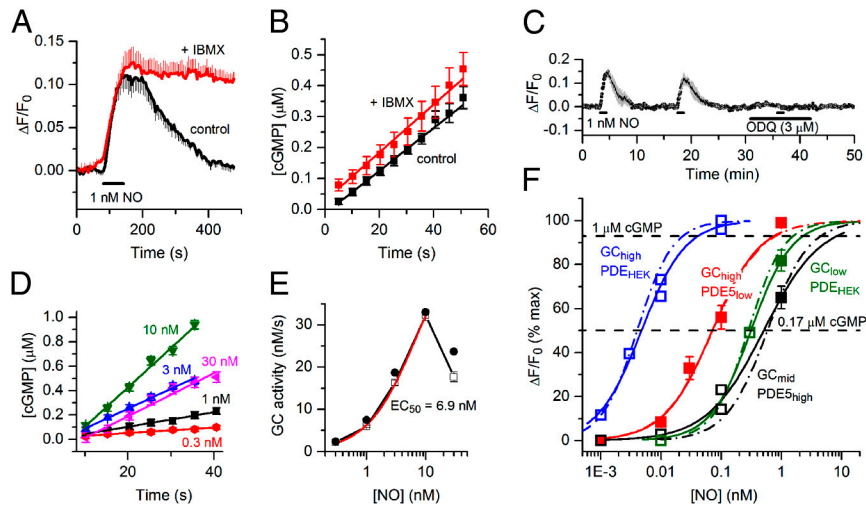 A
ΔF/F0
0.15
0.10
0.05
0.00
+ IBMX
control
1 nM NO
0
200
400
Time (s)
B
[cGMP] (μM)
0.6
0.4
0.2
0.0
+ IBMX
control
0
20
40
60
Time (s)
C
ΔF/F0
0.2
0.1
0.0
-0.1
1 nM NO
ODQ (3 μM)
0
10
20
30
40
50
Time (min)
D
[cGMP] (μM)
1.0
0.8
0.6
0.4
0.2
0.0
10 nM
30 nM
3 nM
1 nM
0.3 nM
20
30
40
Time (s)
E
GC activity (nM/s)
30
20
10
0
EC50 = 6.9 nM
1
10
[NO] (nM)
F
ΔF/F0 (% max)
100
80
60
40
20
0
1 μM cGMP
GChigh
PDEHEK
GChigh
PDE5low
GClow
PDEHEK
0.17 μM cGMP
GCmid
PDE5high
1E-3
0.01
0.1
1
10
[NO] (nM)